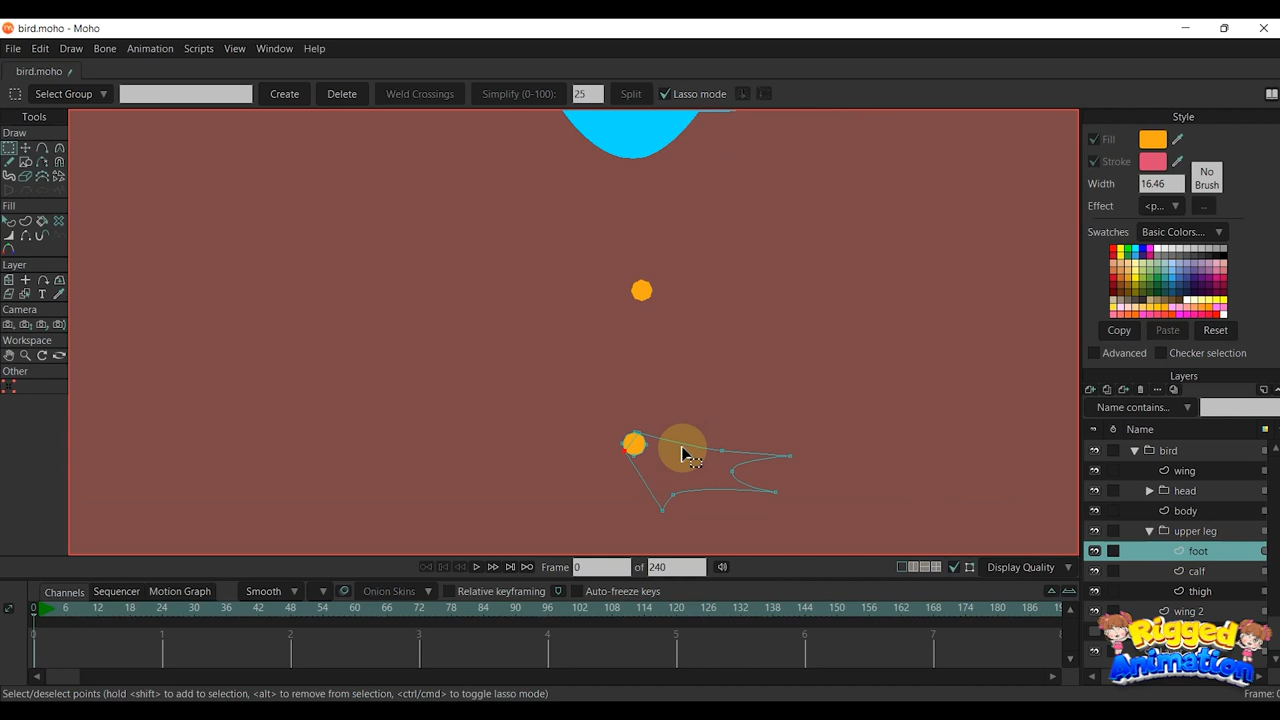 bird.moho - Moho
File Edit Draw Bone Animation Scripts View Window Help
bird.moho
Select Group Create Delete Weld Crossings Simplify (0-100): 25 Split Lasso mode
Tools
Draw
Fill
Layer
Camera
Workspace
Other
Style
Fill
Stroke
Width 16.46
No Brush
Effect <p... ...
Swatches Basic Colors....
Copy Paste Reset
Advanced Checker selection
Layers
Name contains...
Name
bird
wing
head
body
upper leg
foot
calf
thigh
wing 2
Frame 0 of 240 Display Quality
Channels Sequencer Motion Graph Smooth Onion Skins Relative keyframing Auto-freeze keys
0 6 12 18 24 30 36 42 48 54 60 66 72 78 84 90 96 102 108 114 120 126 132 138 144 150 156 162 168 174 180 186 19
0 1 2 3 4 5 6 7 8
Rigged
Animation
Select/deselect points (hold <shift> to add to selection, <alt> to remove from selection, <ctrl/cmd> to toggle lasso mode) Frame: 0